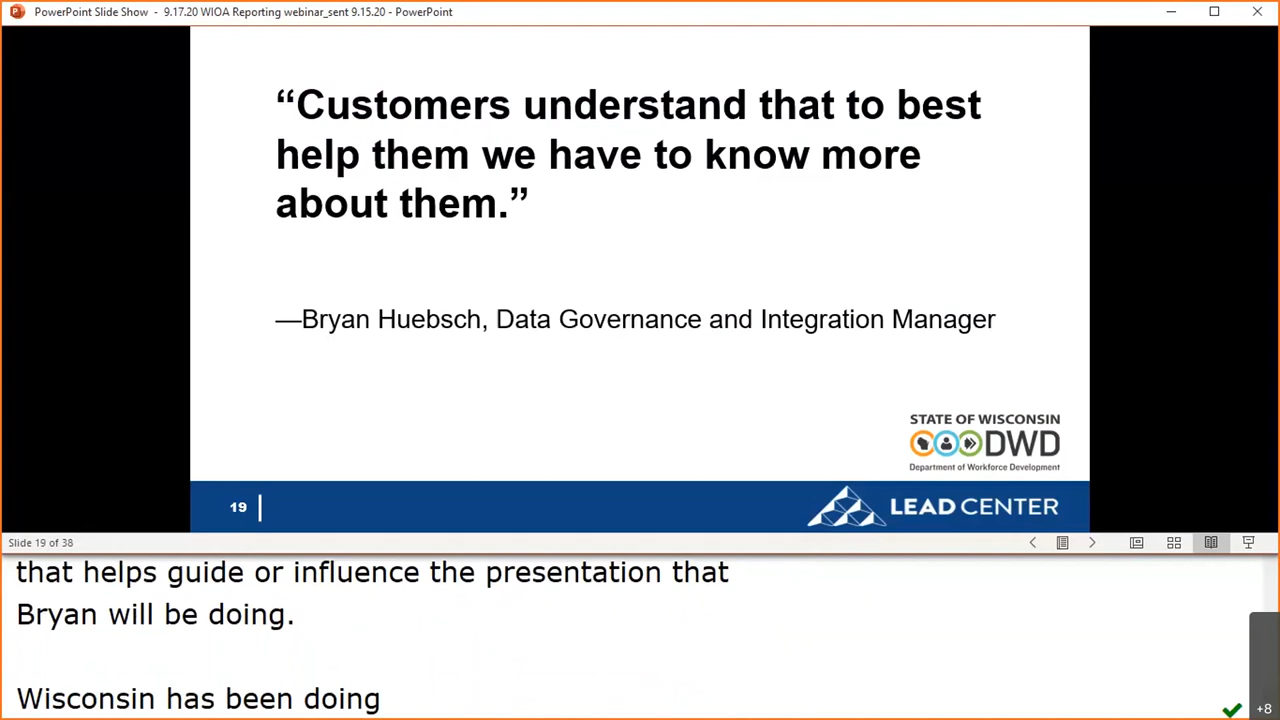 PowerPoint Slide Show - 9.17.20 WIOA Reporting webinar_sent 9.15.20 - PowerPoint
“Customers understand that to best
help them we have to know more
about them.”
—Bryan Huebsch, Data Governance and Integration Manager
STATE OF WISCONSIN
DWD
Department of Workforce Development
19
LEAD CENTER
Slide 19 of 38
that helps guide or influence the presentation that
Bryan will be doing.
Wisconsin has been doing
+8